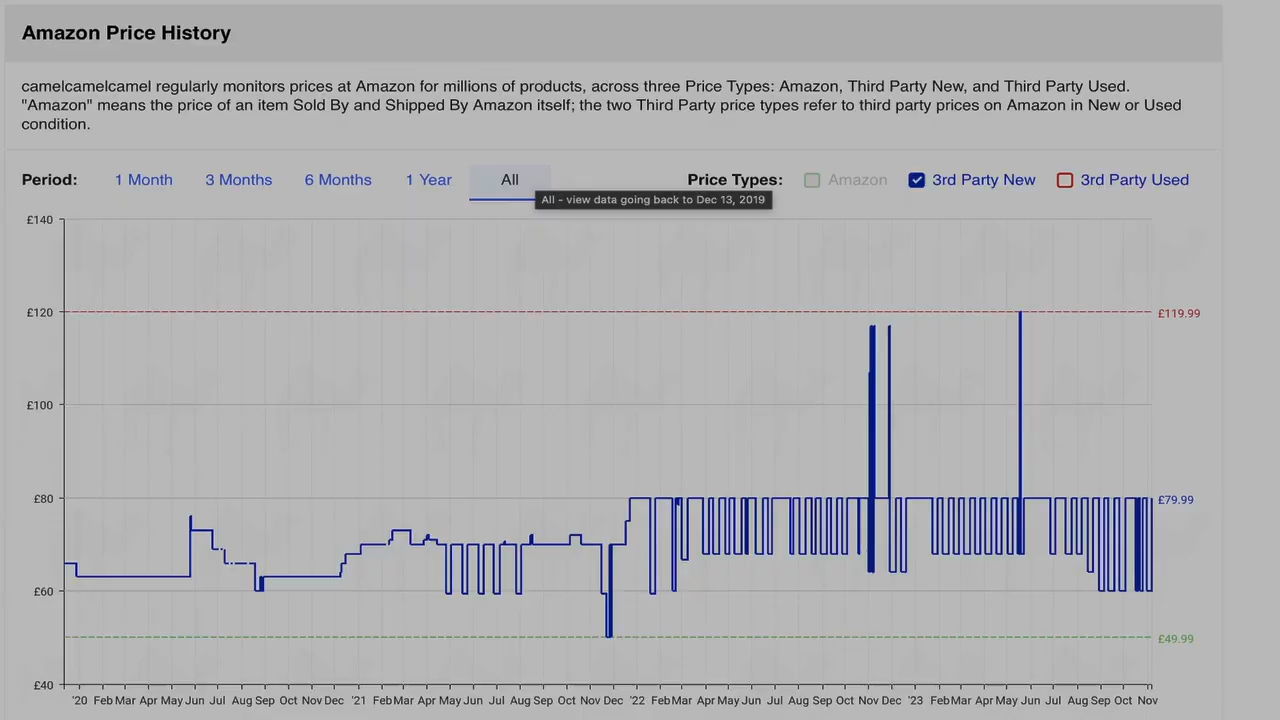 Amazon Price History
camelcamelcamel regularly monitors prices at Amazon for millions of products, across three Price Types: Amazon, Third Party New, and Third Party Used.
"Amazon" means the price of an item Sold By and Shipped By Amazon itself; the two Third Party price types refer to third party prices on Amazon in New or Used
condition.
Period: 1 Month 3 Months 6 Months 1 Year All Price Types: Amazon 3rd Party New 3rd Party Used
All - view data going back to Dec 13, 2019
£140
£120
£119.99
£100
£80
£79.99
£60
£49.99
£40
'20 Feb Mar Apr May Jun Jul Aug Sep Oct Nov Dec '21 Feb Mar Apr May Jun Jul Aug Sep Oct Nov Dec '22 Feb Mar Apr May Jun Jul Aug Sep Oct Nov Dec '23 Feb Mar Apr May Jun Jul Aug Sep Oct Nov